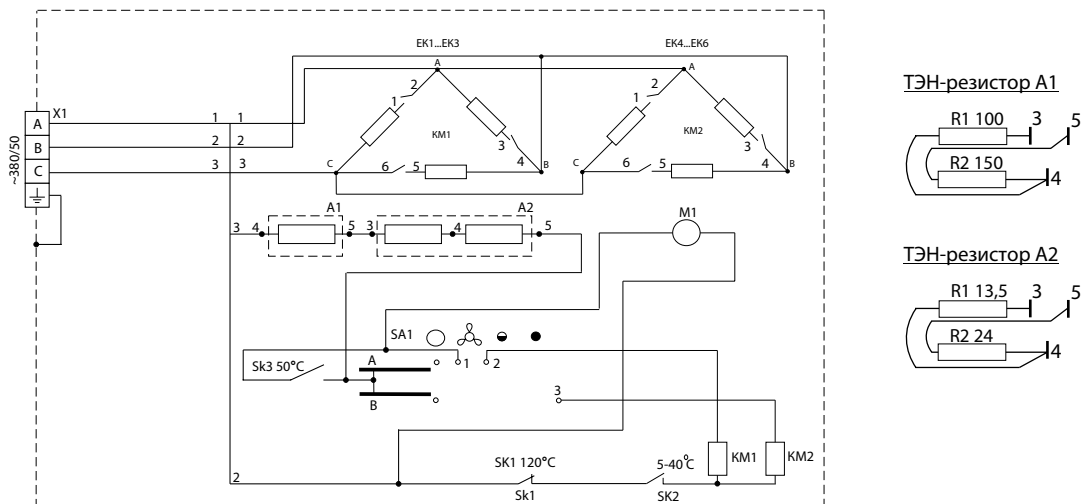 EK1...EK3
EK4...EK6
~380/50
X1
A
B
C
1 1
2 2
3 3
A
2
1
3
KM1
C
6
5
4
B
A
2
1
3
KM2
C
6
5
4
B
A1
A2
3
4
5
3
4
5
M1
SA1
Sk3 50°C
A
B
1
2
3
2
SK1 120°C
Sk1
5-40°C
SK2
KM1
KM2
ТЭН-резистор А1
R1 100
3
5
R2 150
4
ТЭН-резистор А2
R1 13,5
3
5
R2 24
4